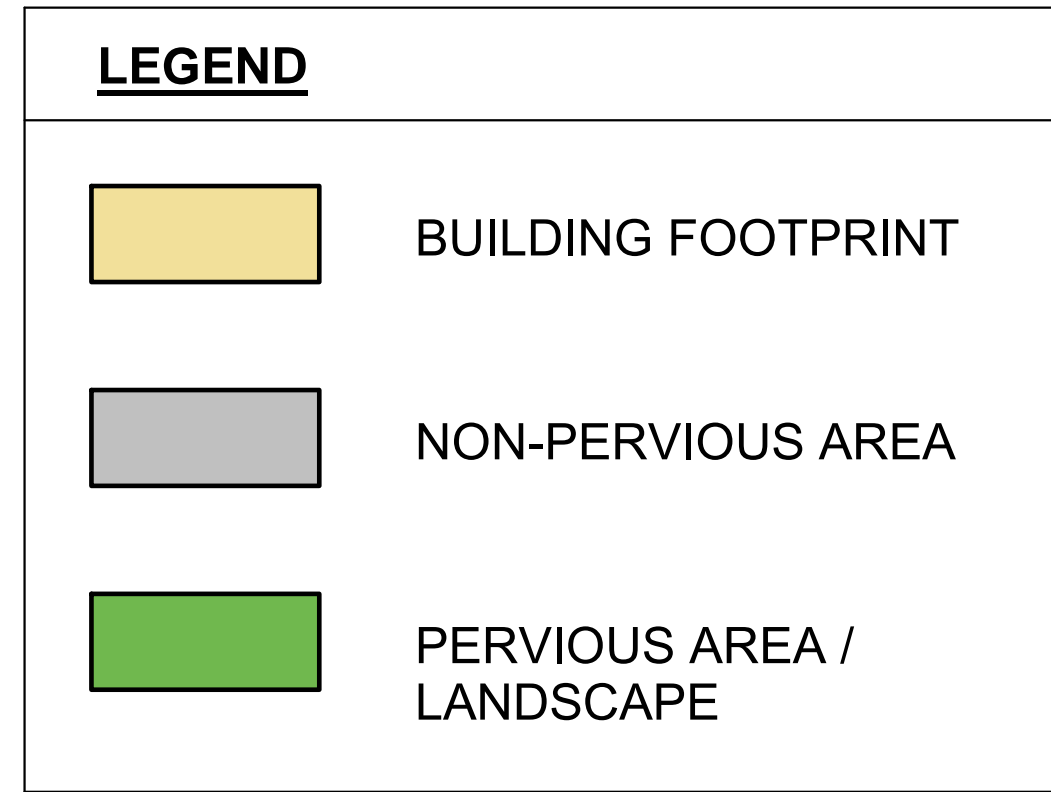 LEGEND
BUILDING FOOTPRINT
NON-PERVIOUS AREA
PERVIOUS AREA /
LANDSCAPE